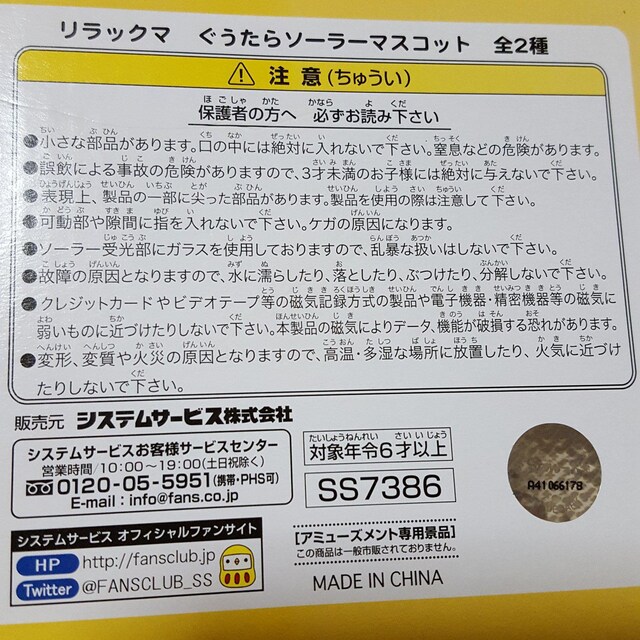 リラックマ　ぐうたらソーラーマスコット　全2種
注意(ちゅうい)
保護者の方へ 必ずお読み下さい
●小さな部品があります。口の中には絶対に入れないで下さい。窒息などの危険があります。
●誤飲による事故の危険がありますので、3才未満のお子様には絶対に与えないで下さい。
●表現上、製品の一部に尖った部品があります。製品を使用の際は注意して下さい。
●可動部や隙間に指を入れないで下さい。ケガの原因になります。
●ソーラー受光部にガラスを使用しておりますので、乱暴な扱いはしないで下さい。
●故障の原因となりますので、水に濡らしたり、落としたり、ぶつけたり、分解しないで下さい。
●クレジットカードやビデオテープ等の磁気記録方式の製品や電子機器・精密機器等の磁気に
弱いものに近づけたりしないで下さい。本製品の磁気によりデータ、機能が破損する恐れがあります。
●変形、変質や火災の原因となりますので、高温・多湿な場所に放置したり、火気に近づけ
たりしないで下さい。
販売元 システムサービス株式会社
システムサービスお客様サービスセンター
営業時間/10:00〜19:00(土日祝除く)
0120-05-5951(携帯・PHS可)
E-mail:info@fans.co.jp
たいしょうねんれい さい いじょう
対象年令6才以上
SS7386
A41066178
システムサービス オフィシャルファンサイト
HP http://fansclub.jp
Twitter @FANSCLUB_SS
[アミューズメント専用景品]
この商品は一般市販されておりません。
MADE IN CHINA